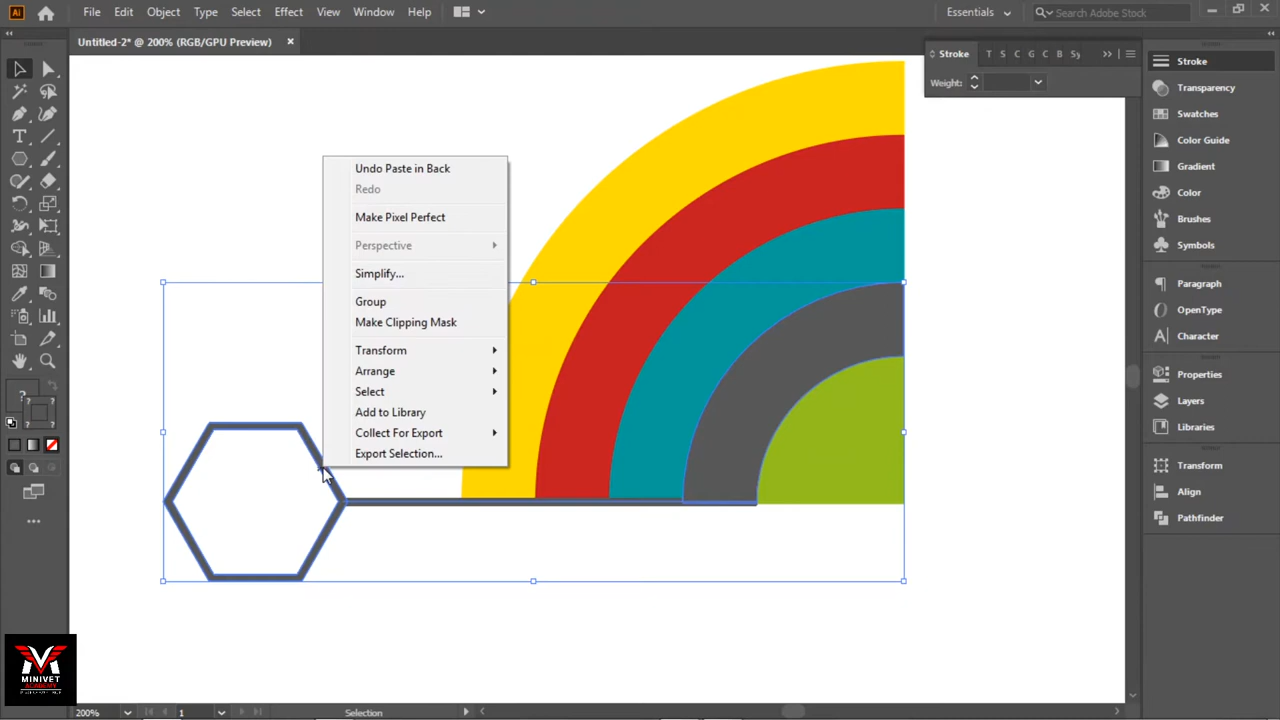 Ai File Edit Object Type Select Effect View Window Help Essentials Search Adobe Stock
Untitled-2* @ 200% (RGB/GPU Preview)
Stroke T S C G C B Sy
Weight:
Stroke
Transparency
Swatches
Color Guide
Gradient
Color
Brushes
Symbols
Paragraph
OpenType
Character
Properties
Layers
Libraries
Transform
Align
Pathfinder
Undo Paste in Back
Redo
Make Pixel Perfect
Perspective
Simplify...
Group
Make Clipping Mask
Transform
Arrange
Select
Add to Library
Collect For Export
Export Selection...
? ? ?
? ?
MINIVET
200% 1 Selection